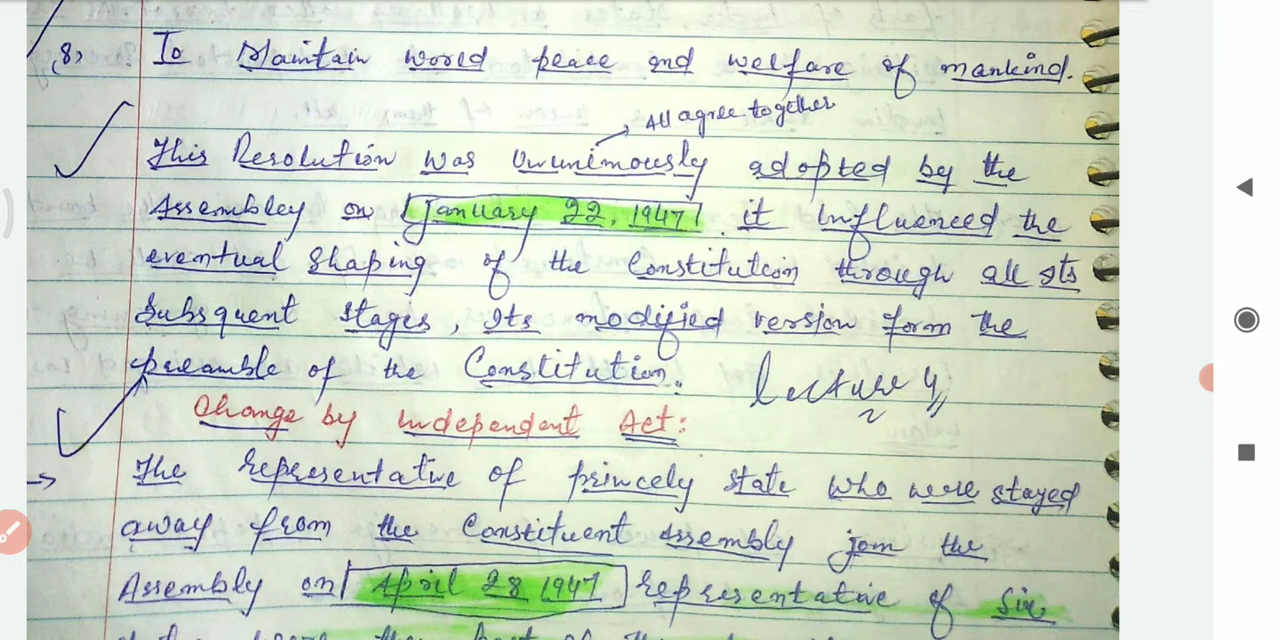 (8) To Maintain world peace and welfare of mankind.
All agree together
This Resolution was Ununimously adopted by the
Assembley on January 22, 1947. it influenced the
eventual Shaping of the Constitution through all its
Subsquent stages, Its modified version form the
preamble of the Constitution.
lecture 4
Change by independent Act:
→ The representative of princely state who were stayed
away from the Constituent Assembly join the
Assembly on April 28 1947 representative of Six